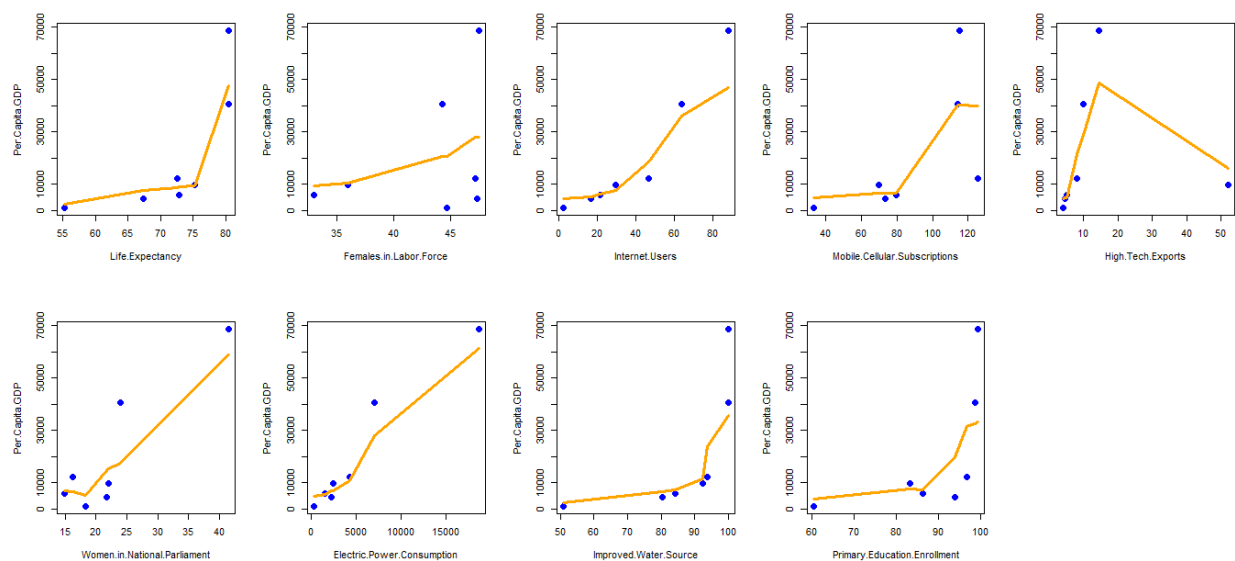 70000
50000
30000
10000
0
Per.Capita.GDP
55 60 65 70 75 80
Life.Expectancy
70000
50000
30000
10000
0
Per.Capita.GDP
35 40 45
Females.in.Labor.Force
70000
50000
30000
10000
0
Per.Capita.GDP
0 20 40 60 80
Internet.Users
70000
50000
30000
10000
0
Per.Capita.GDP
40 60 80 100 120
Mobile.Cellular.Subscriptions
70000
50000
30000
10000
0
Per.Capita.GDP
10 20 30 40 50
High.Tech.Exports
70000
50000
30000
10000
0
Per.Capita.GDP
15 20 25 30 35 40
Women.in.National.Parliament
70000
50000
30000
10000
0
Per.Capita.GDP
0 5000 10000 15000
Electric.Power.Consumption
70000
50000
30000
10000
0
Per.Capita.GDP
50 60 70 80 90 100
Improved.Water.Source
70000
50000
30000
10000
0
Per.Capita.GDP
60 70 80 90 100
Primary.Education.Enrollment